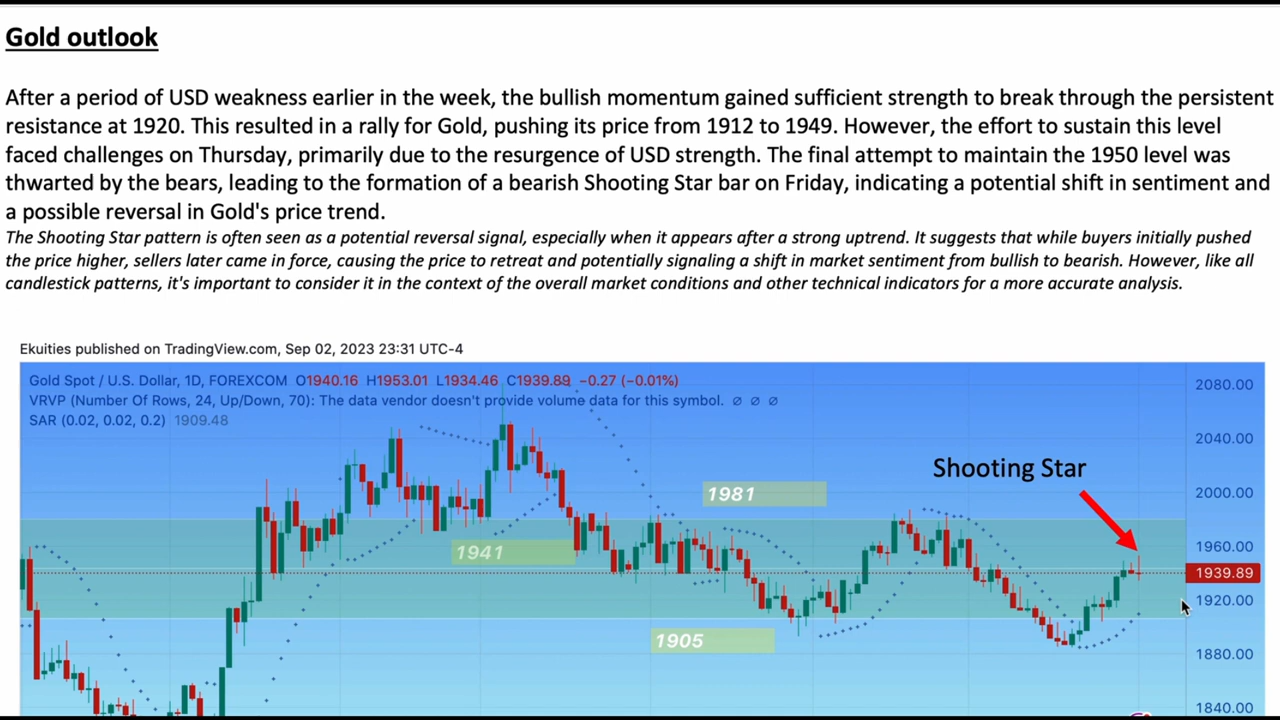 Gold outlook
After a period of USD weakness earlier in the week, the bullish momentum gained sufficient strength to break through the persistent
resistance at 1920. This resulted in a rally for Gold, pushing its price from 1912 to 1949. However, the effort to sustain this level
faced challenges on Thursday, primarily due to the resurgence of USD strength. The final attempt to maintain the 1950 level was
thwarted by the bears, leading to the formation of a bearish Shooting Star bar on Friday, indicating a potential shift in sentiment and
a possible reversal in Gold's price trend.
The Shooting Star pattern is often seen as a potential reversal signal, especially when it appears after a strong uptrend. It suggests that while buyers initially pushed
the price higher, sellers later came in force, causing the price to retreat and potentially signaling a shift in market sentiment from bullish to bearish. However, like all
candlestick patterns, it's important to consider it in the context of the overall market conditions and other technical indicators for a more accurate analysis.
Ekuities published on TradingView.com, Sep 02, 2023 23:31 UTC-4
Gold Spot / U.S. Dollar, 1D, FOREXCOM O1940.16 H1953.01 L1934.46 C1939.89 −0.27 (−0.01%)
VRVP (Number Of Rows, 24, Up/Down, 70): The data vendor doesn't provide volume data for this symbol. ∅ ∅ ∅
SAR (0.02, 0.02, 0.2) 1909.48
2080.00
2040.00
Shooting Star
1981
2000.00
1941
1960.00
1939.89
1920.00
1905
1880.00
1840.00